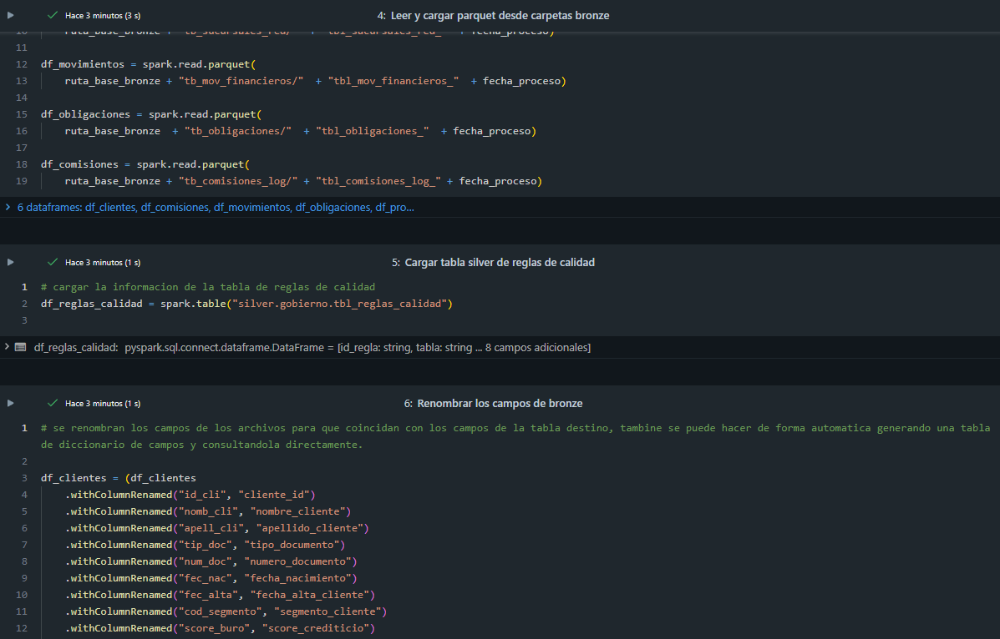 Hace 3 minutos (3 s)
4: Leer y cargar parquet desde carpetas bronze
11
12 df_movimientos = spark.read.parquet(
13 ruta_base_bronze + "tb_mov_financieros/" + "tbl_mov_financieros_" + fecha_proceso)
14
15 df_obligaciones = spark.read.parquet(
16 ruta_base_bronze + "tb_obligaciones/" + "tbl_obligaciones_" + fecha_proceso)
17
18 df_comisiones = spark.read.parquet(
19 ruta_base_bronze + "tb_comisiones_log/" + "tbl_comisiones_log_" + fecha_proceso)
6 dataframes: df_clientes, df_comisiones, df_movimientos, df_obligaciones, df_pro...
Hace 3 minutos (1 s)
5: Cargar tabla silver de reglas de calidad
1 # cargar la informacion de la tabla de reglas de calidad
2 df_reglas_calidad = spark.table("silver.gobierno.tbl_reglas_calidad")
3
df_reglas_calidad: pyspark.sql.connect.dataframe.DataFrame = [id_regla: string, tabla: string ... 8 campos adicionales]
Hace 3 minutos (1 s)
6: Renombrar los campos de bronze
1 # se renombran los campos de los archivos para que coincidan con los campos de la tabla destino, tambine se puede hacer de forma automatica generando una tabla
de diccionario de campos y consultandola directamente.
2
3 df_clientes = (df_clientes
4 .withColumnRenamed("id_cli", "cliente_id")
5 .withColumnRenamed("nomb_cli", "nombre_cliente")
6 .withColumnRenamed("apell_cli", "apellido_cliente")
7 .withColumnRenamed("tip_doc", "tipo_documento")
8 .withColumnRenamed("num_doc", "numero_documento")
9 .withColumnRenamed("fec_nac", "fecha_nacimiento")
10 .withColumnRenamed("fec_alta", "fecha_alta_cliente")
11 .withColumnRenamed("cod_segmento", "segmento_cliente")
12 .withColumnRenamed("score_buro", "score_crediticio")